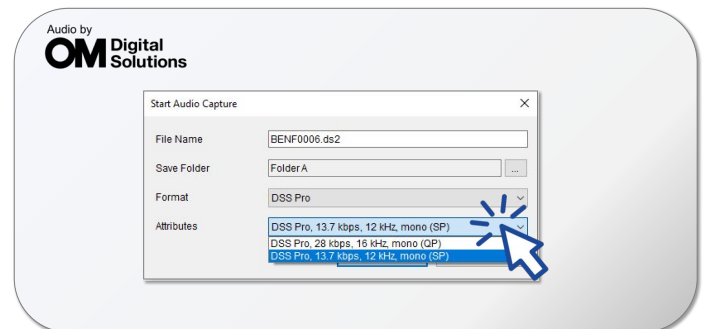 Audio by
OM Digital
Solutions
Start Audio Capture
File Name
BENF0006.ds2
Save Folder
FolderA
...
Format
DSS Pro
Attributes
DSS Pro, 13.7 kbps, 12 kHz, mono (SP)
DSS Pro, 28 kbps, 16 kHz, mono (QP)
DSS Pro, 13.7 kbps, 12 kHz, mono (SP)